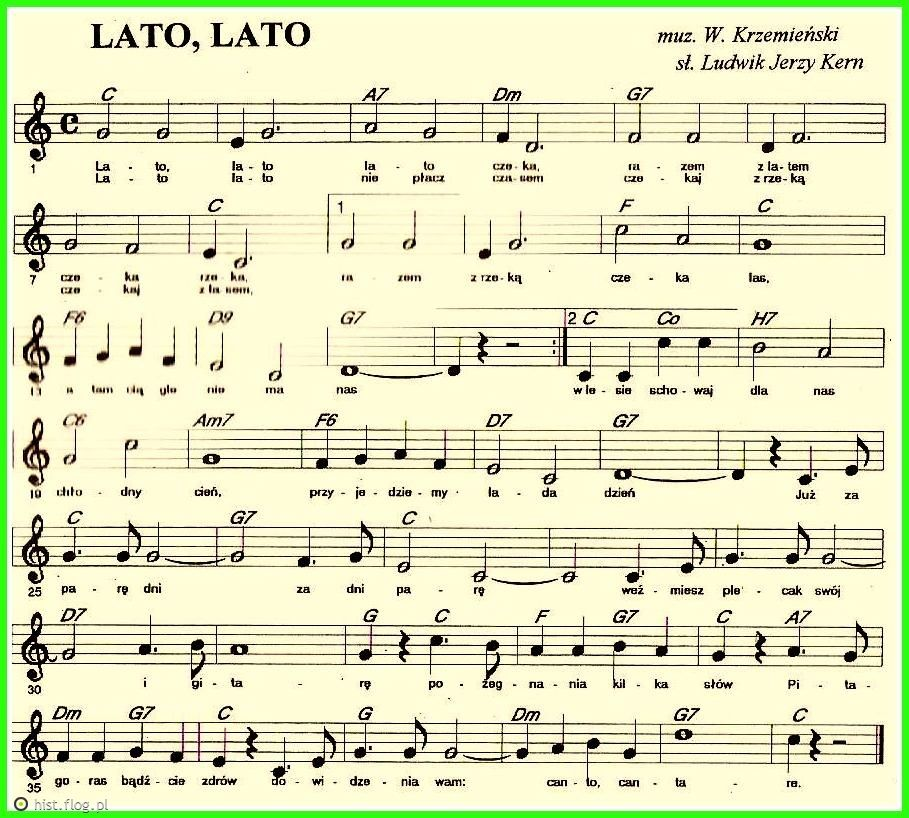 LATO, LATO
muz. W. Krzemieński
sł. Ludwik Jerzy Kern
C A7 Dm G7
1 La - to, la - to la - to cze - ka, ra - zem z la - tem
La - to la - to nie płacz cza - sem cze - kaj z rze - ką
C 1 F C
7 cze - ka rze - ka, ra - zem z rze - ką cze - ka las,
cze - kaj z la sem,
F6 D9 G7 2 C Co H7
a tam cią gle nie ma nas w le - sie scho - waj dla nas
C6 Am7 F6 D7 G7
19 chło - dny cień, przy - je - dzie - my ła - da dzień Już za
C G7 C
25 pa - rę dni za dni pa - rę weź - miesz ple - cak swój
D7 G C F G7 C A7
30 i gi - ta - rę po - żeg - na - nia kil - ka słów Pi - ta -
Dm G7 C G Dm G7 C
35 go - ras bądź - cie zdrów do - wi - dze - nia wam: can - to, can - ta - re.
hist.flog.pl